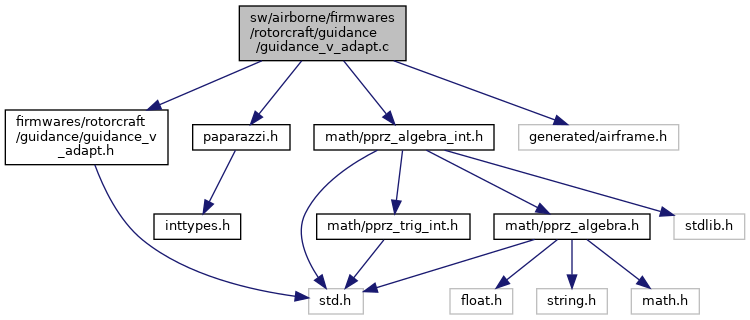 sw/airborne/firmwares
/rotorcraft/guidance
/guidance_v_adapt.c
firmwares/rotorcraft
/guidance/guidance_v
_adapt.h
paparazzi.h
math/pprz_algebra_int.h
generated/airframe.h
inttypes.h
math/pprz_trig_int.h
math/pprz_algebra.h
stdlib.h
std.h
float.h
string.h
math.h